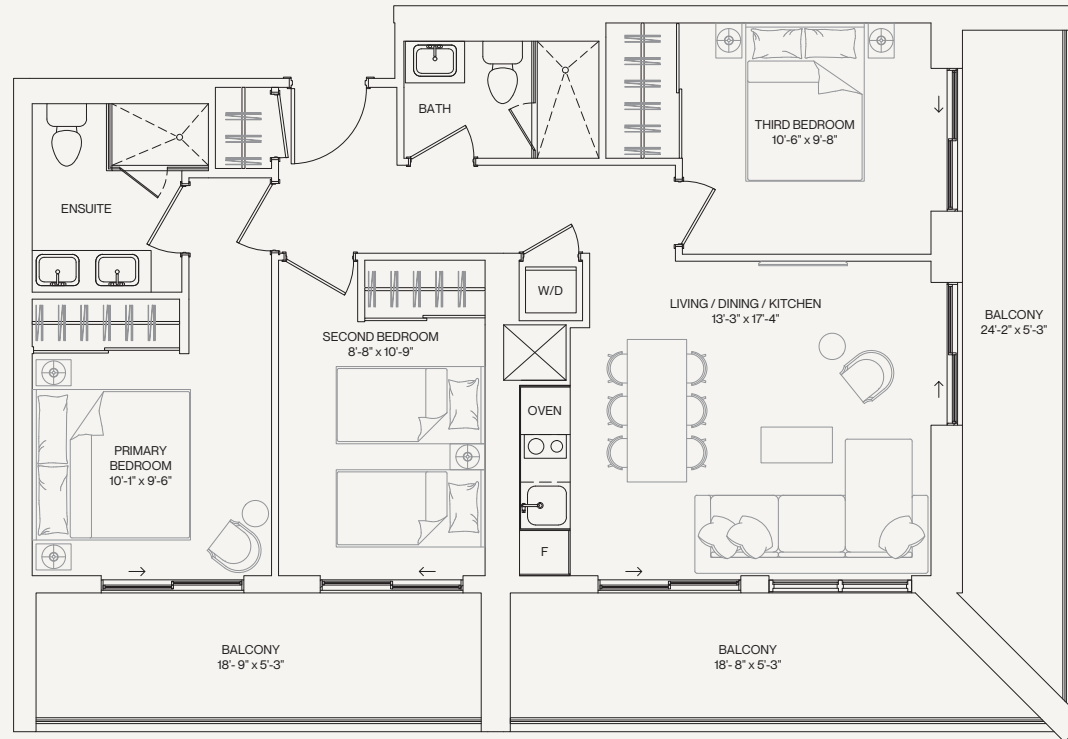 BATH
THIRD BEDROOM
10'-6" x 9'-8"
ENSUITE
W/D
LIVING / DINING / KITCHEN
13'-3" x 17'-4"
BALCONY
24'-2" x 5'-3"
SECOND BEDROOM
8'-8" x 10'-9"
OVEN
PRIMARY
BEDROOM
10'-1" x 9'-6"
F
BALCONY
18'- 9" x 5'-3"
BALCONY
18'- 8" x 5'-3"